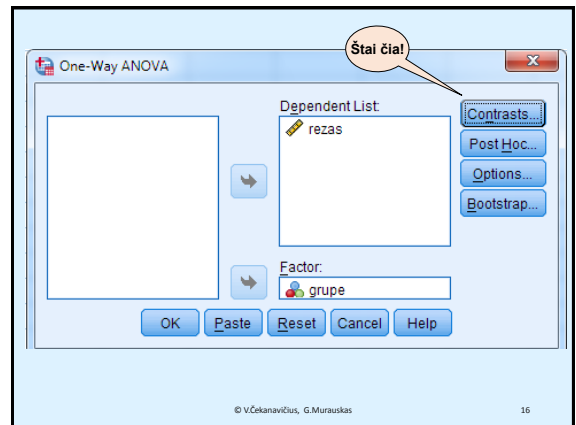 Štai čia!
One-Way ANOVA
x
Dependent List:
rezas
Contrasts...
Post Hoc...
Options...
Bootstrap...
Factor:
grupe
OK Paste Reset Cancel Help
© V.Čekanavičius, G.Murauskas 16